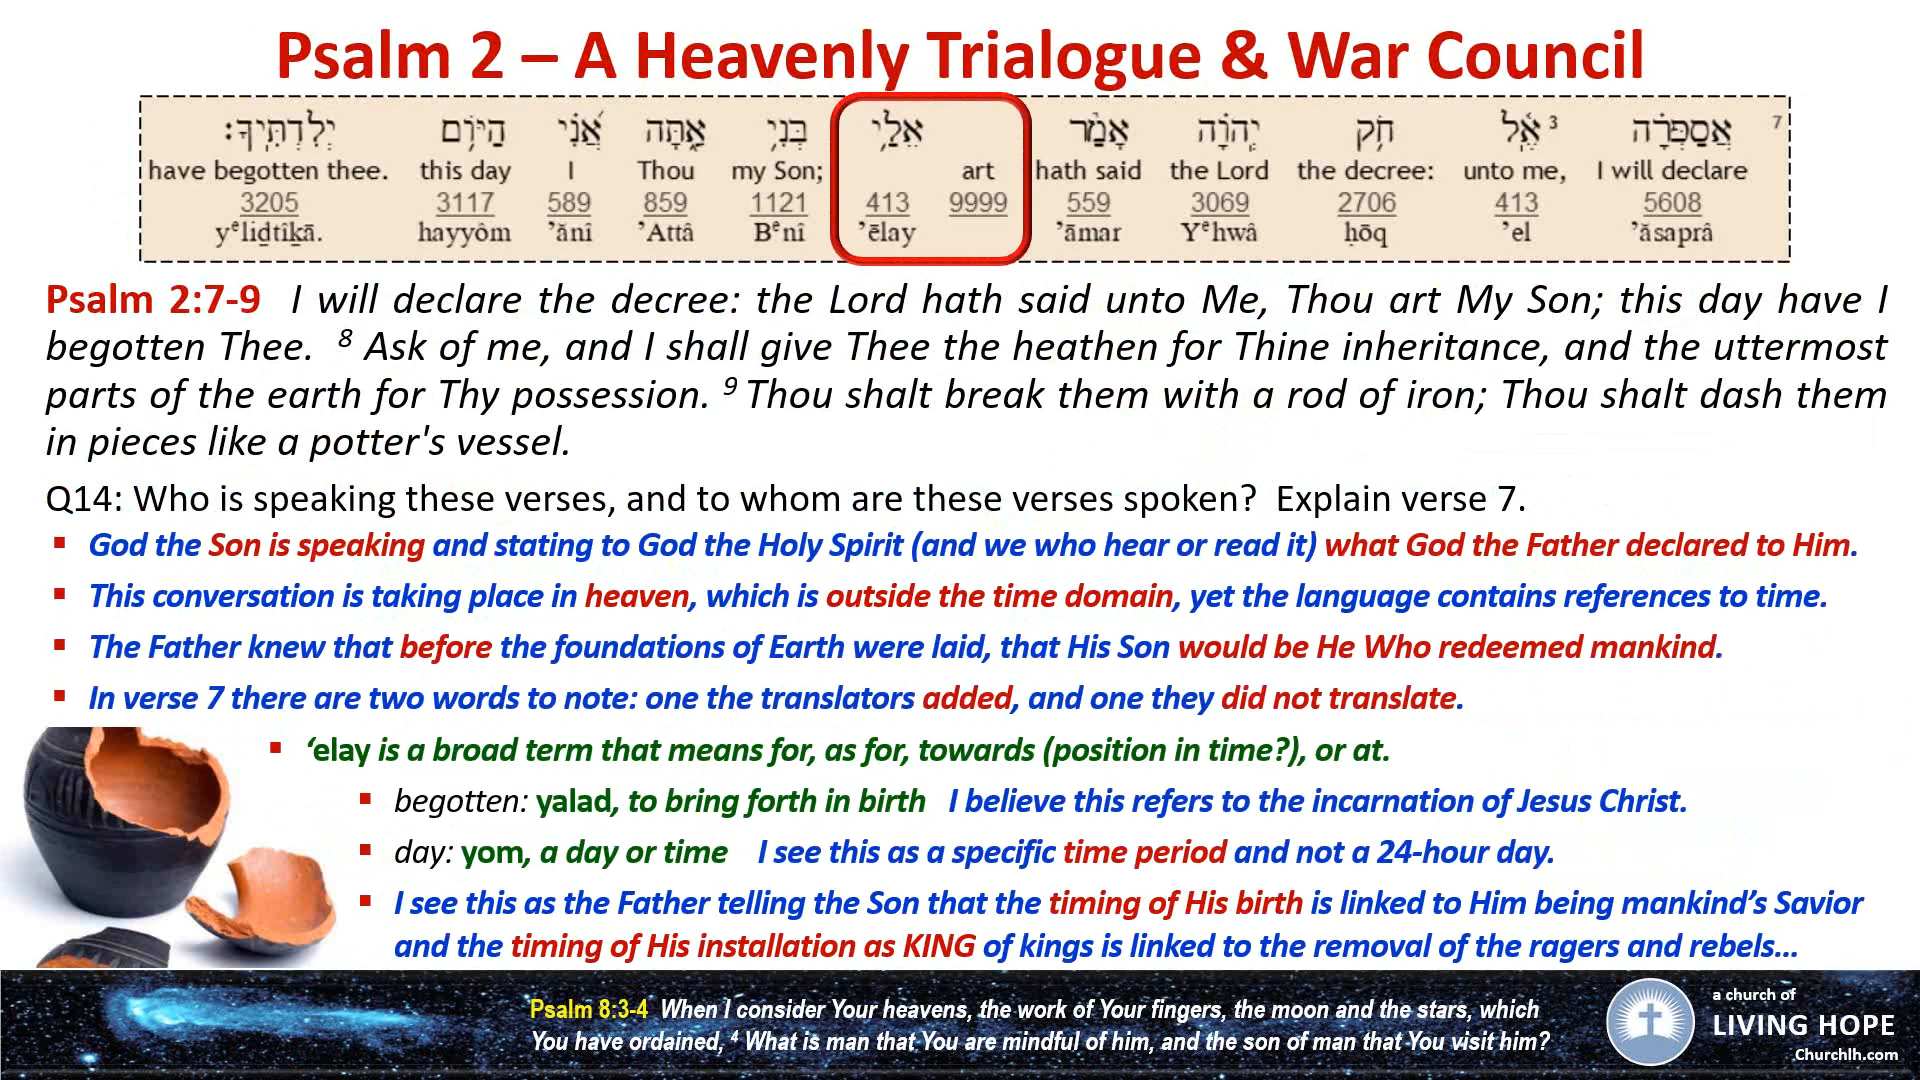 Psalm 2 – A Heavenly Trialogue & War Council
יְלִדְתִּֽיךָ׃ הַיּ֥וֹם אֲ֝נִ֗י אַ֑תָּה בְּנִ֥י אֵלַ֥י אָמַ֘ר יְֽהוָ֗ה חֹ֥ק אֶֽ֫ל ³ אֲסַפְּרָ֗ה 7
have begotten thee. this day I Thou my Son; art hath said the Lord the decree: unto me, I will declare
3205 3117 589 859 1121 413 9999 559 3069 2706 413 5608
yᵉliḏtîḵā. hayyôm ’ănî ’Attâ Bᵉnî ’ēlay ’āmar Yᵉhwâ ḥōq ’el ’ăsaprâ
Psalm 2:7-9 I will declare the decree: the Lord hath said unto Me, Thou art My Son; this day have I
begotten Thee. ⁸ Ask of me, and I shall give Thee the heathen for Thine inheritance, and the uttermost
parts of the earth for Thy possession. ⁹ Thou shalt break them with a rod of iron; Thou shalt dash them
in pieces like a potter's vessel.
Q14: Who is speaking these verses, and to whom are these verses spoken? Explain verse 7.
▪ God the Son is speaking and stating to God the Holy Spirit (and we who hear or read it) what God the Father declared to Him.
▪ This conversation is taking place in heaven, which is outside the time domain, yet the language contains references to time.
▪ The Father knew that before the foundations of Earth were laid, that His Son would be He Who redeemed mankind.
▪ In verse 7 there are two words to note: one the translators added, and one they did not translate.
▪ ‘elay is a broad term that means for, as for, towards (position in time?), or at.
▪ begotten: yalad, to bring forth in birth I believe this refers to the incarnation of Jesus Christ.
▪ day: yom, a day or time I see this as a specific time period and not a 24-hour day.
▪ I see this as the Father telling the Son that the timing of His birth is linked to Him being mankind’s Savior
and the timing of His installation as KING of kings is linked to the removal of the ragers and rebels...
Psalm 8:3-4 When I consider Your heavens, the work of Your fingers, the moon and the stars, which
You have ordained, ⁴ What is man that You are mindful of him, and the son of man that You visit him?
a church of
LIVING HOPE
Churchlh.com